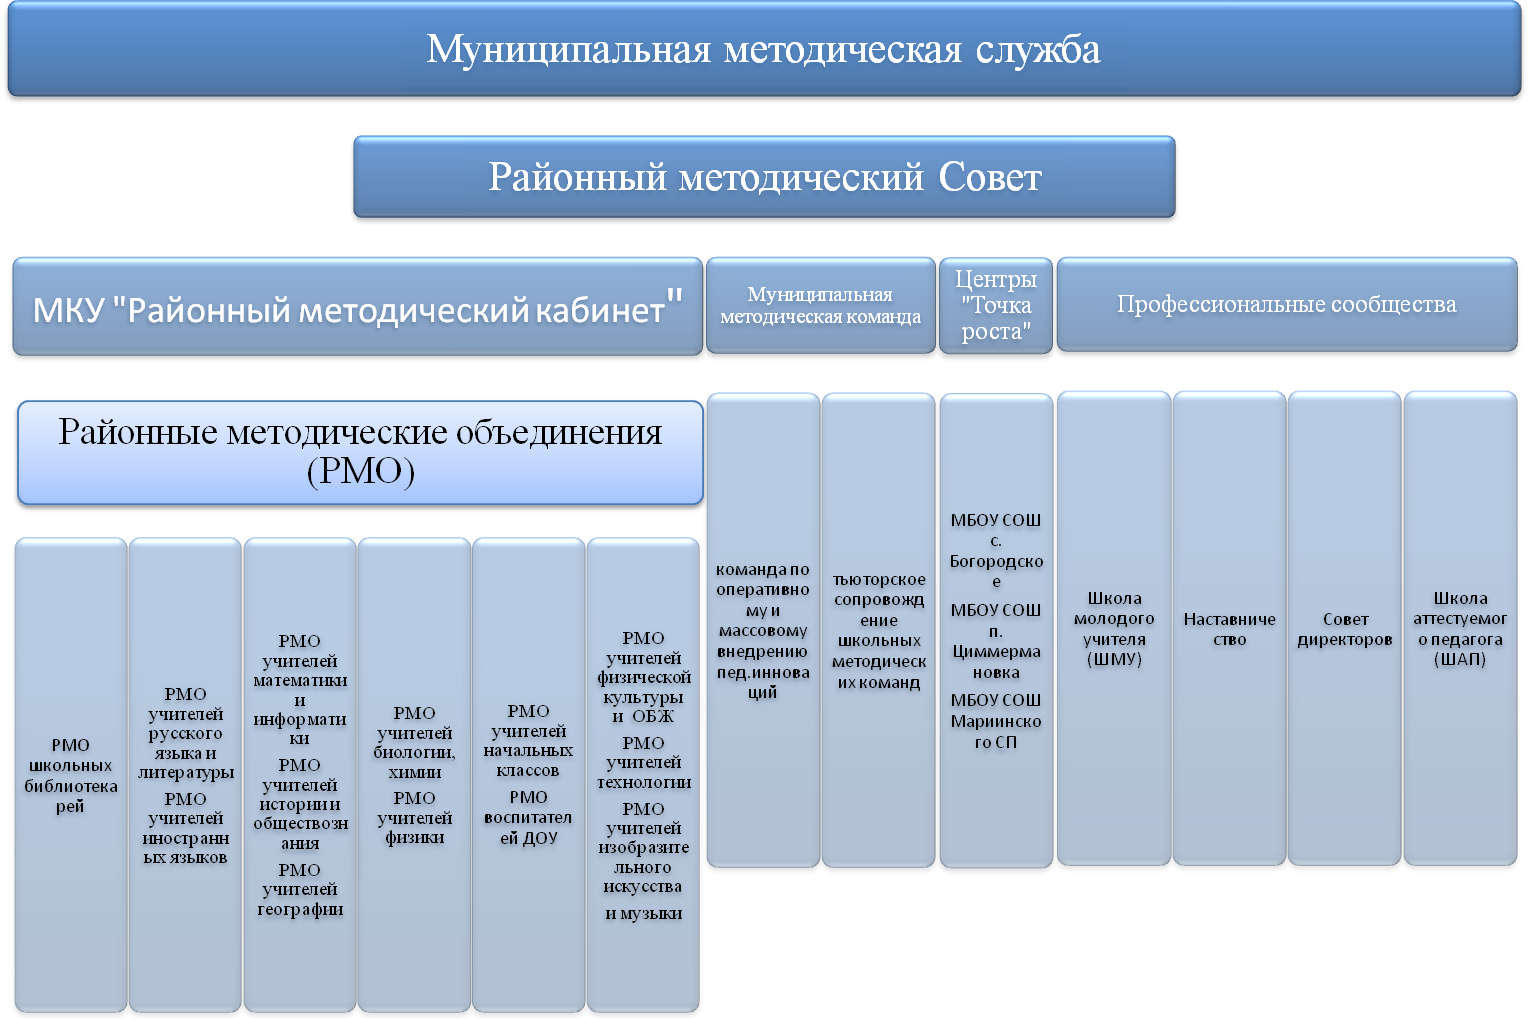 Муниципальная методическая служба
Районный методический Совет
МКУ "Районный методический кабинет"
Муниципальная
методическая команда
Центры
"Точка
роста"
Профессиональные сообщества
Районные методические объединения
(РМО)
РМО
школьных
библиотека
рей
РМО
учителей
русского
языка и
литературы
РМО
учителей
иностранн
ых языков
РМО
учителей
математики
и
информати
ки
РМО
учителей
истории и
обществозн
ания
РМО
учителей
географии
РМО
учителей
биологии,
химии
РМО
учителей
физики
РМО
учителей
начальных
классов
РМО
воспитател
ей ДОУ
РМО
учителей
физической
культуры
и ОБЖ
РМО
учителей
технологии
РМО
учителей
изобразите
льного
искусства
и музыки
команда по
оперативно
му и
массовому
внедрению
пед.иннова
ций
тьюторское
сопровожд
ение
школьных
методическ
их команд
МБОУ СОШ
с.
Богородско
е
МБОУ СОШ
п.
Циммерма
новка
МБОУ СОШ
Мариинско
го СП
Школа
молодого
учителя
(ШМУ)
Наставниче
ство
Совет
директоров
Школа
аттестуемог
о педагога
(ШАП)